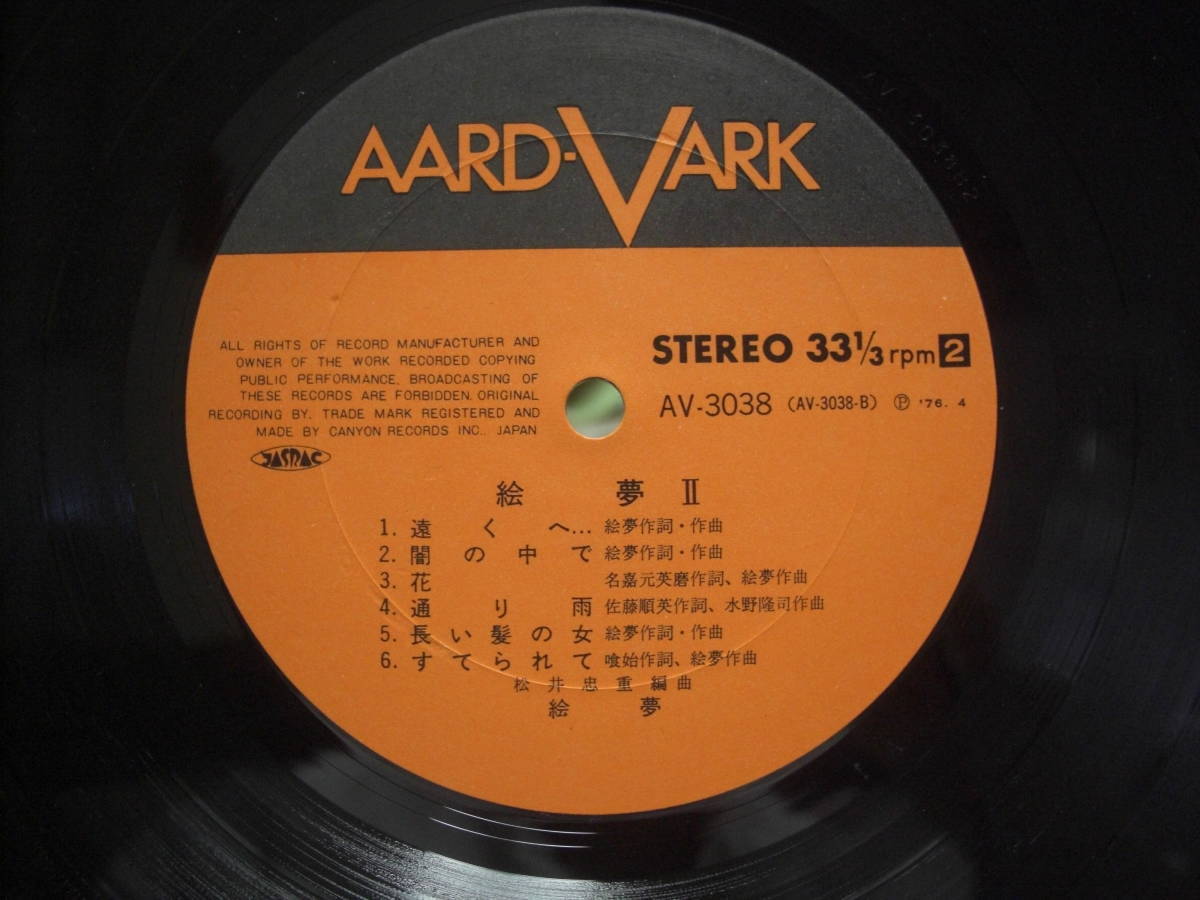 AARD-VARK
ALL RIGHTS OF RECORD MANUFACTURER AND
OWNER OF THE WORK RECORDED COPYING
PUBLIC PERFORMANCE, BROADCASTING OF
THESE RECORDS ARE FORBIDDEN. ORIGINAL
RECORDING BY. TRADE MARK REGISTERED AND
MADE BY CANYON RECORDS INC., JAPAN
JASRAC
STEREO 33 1/3 rpm 2
AV-3038 (AV-3038-B) Ⓟ '76. 4
絵夢Ⅱ
1. 遠くへ… 絵夢作詞・作曲
2. 闇の中で 絵夢作詞・作曲
3. 花 名嘉元英磨作詞、絵夢作曲
4. 通り雨 佐藤順英作詞、水野隆司作曲
5. 長い髪の女 絵夢作詞・作曲
6. すてられて 喰始作詞、絵夢作曲
松井忠重編曲
絵夢